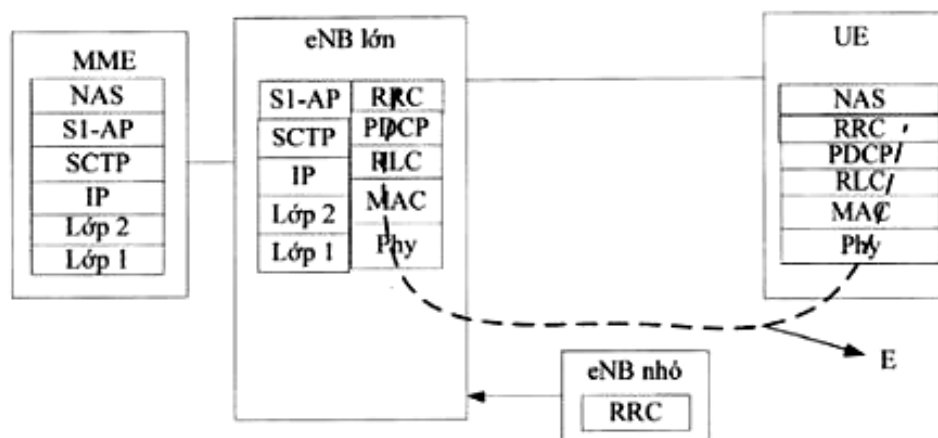 MME
NAS
S1-AP
SCTP
IP
Lớp 2
Lớp 1
eNB lớn
S1-AP
SCTP
IP
Lớp 2
Lớp 1
RRC
PDCP
RLC
MAC
Phy
UE
NAS
RRC
PDCP
RLC
MAC
Phy
E
eNB nhỏ
RRC